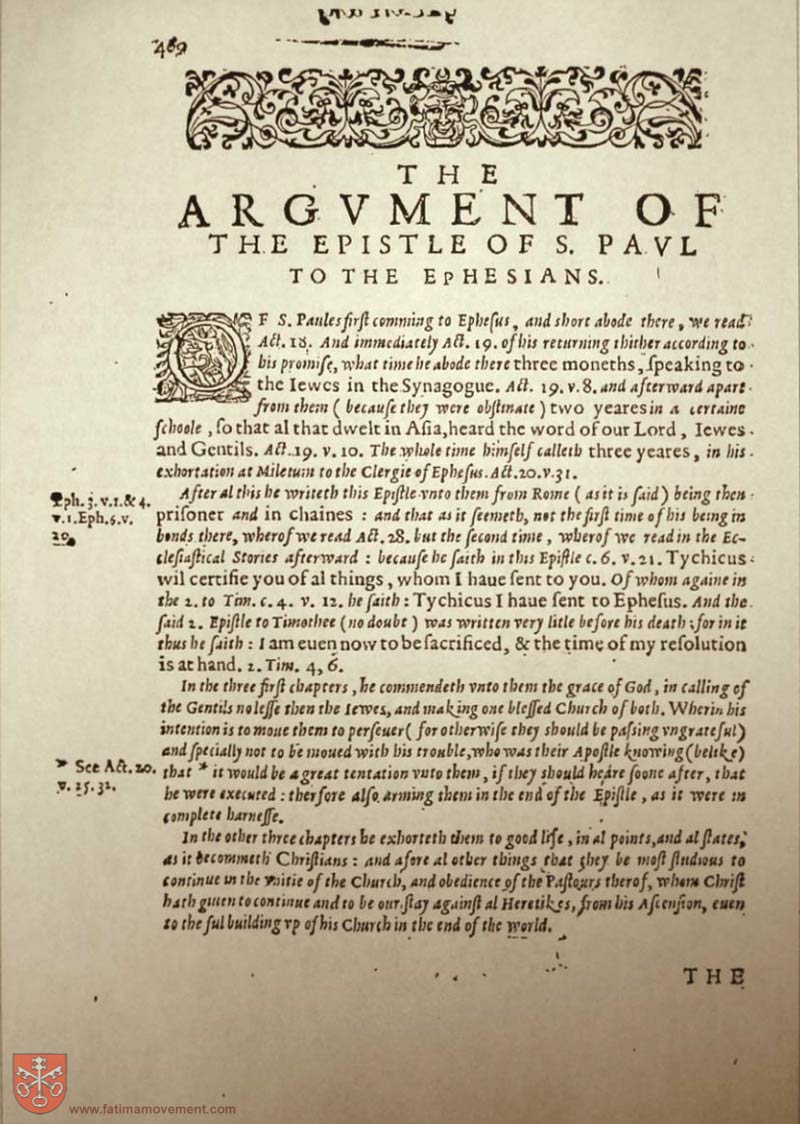 489
THE
ARGVMENT OF
THE EPISTLE OF S. PAVL
TO THE EPHESIANS.
OF S. Paules first comming to Ephesus, and short abode there, we read
Act. 18. And immediately Act. 19. of his returning thither according to
his promise, what time he abode there three moneths, speaking to
the Iewes in the Synagogue. Act. 19. v. 8. and afterward apart
from them (because they were obstinate) two yeares in a certaine
schoole, so that al that dwelt in Asia, heard the word of our Lord, Iewes
and Gentils. Act. 19. v. 10. The whole time himself calleth three yeares, in his
exhortation at Miletum to the Clergie of Ephesus. Act. 20. v. 31.
After al this he writeth this Epistle vnto them from Rome (as it is said) being then
Eph. 3. v. 1. & 4.
v. 1. Eph. 6. v.
20.
prisoner and in chaines : and that as it seemeth, not the first time of his being in
bonds there, wherof we read Act. 28. but the second time, wherof we read in the Ec-
clesiastical Stories afterward : because he saith in this Epistle c. 6. v. 21. Tychicus
wil certifie you of al things, whom I haue sent to you. Of whom againe in
the 2. to Tim. c. 4. v. 12. he saith : Tychicus I haue sent to Ephesus. And the
said 2. Epistle to Timothee (no doubt) was written very litle before his death : for in it
thus he saith : I am euen now to be sacrificed, & the time of my resolution
is at hand. 2. Tim. 4, 6.
In the three first chapters, he commendeth vnto them the grace of God, in calling of
the Gentils no lesse then the Iewes, and making one blessed Church of both. Wherin his
intention is to moue them to perseuer (for otherwise they should be passing vngrateful)
and specially not to be moued with his trouble, who was their Apostle knowing (belike)
* See Act. 20.
v. 25. 31.
that * it would be a great tentation vnto them, if they should heare soone after, that
he were executed : therfore also arming them in the end of the Epistle, as it were in
complete harnesse.
In the other three chapters he exhorteth them to good life, in al points, and al states,
as it becommeth Christians : and afore al other things that they be most studious to
continue in the vnitie of the Church, and obedience of the Pastours therof, whom Christ
hath giuen to continue and to be our stay against al Heretikes, from his Ascension, euen
to the ful building vp of his Church in the end of the world.
THE
www.fatimamovement.com